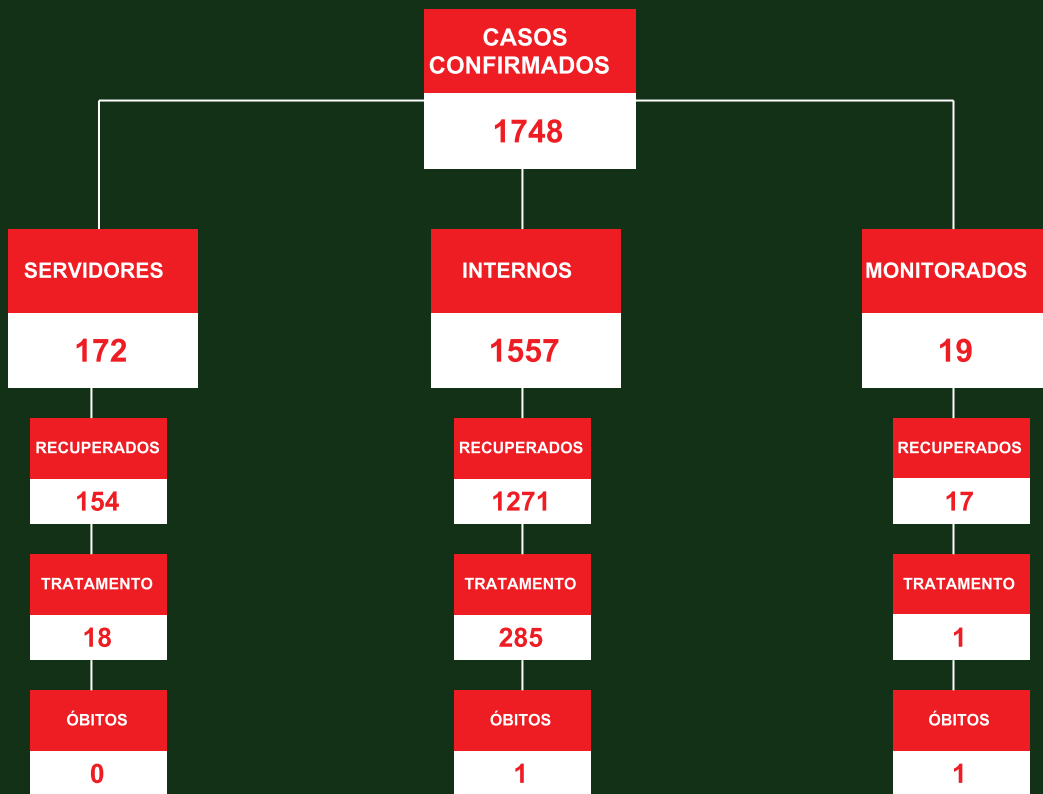 CASOS
CONFIRMADOS
1748
SERVIDORES
172
RECUPERADOS
154
TRATAMENTO
18
ÓBITOS
0
INTERNOS
1557
RECUPERADOS
1271
TRATAMENTO
285
ÓBITOS
1
MONITORADOS
19
RECUPERADOS
17
TRATAMENTO
1
ÓBITOS
1